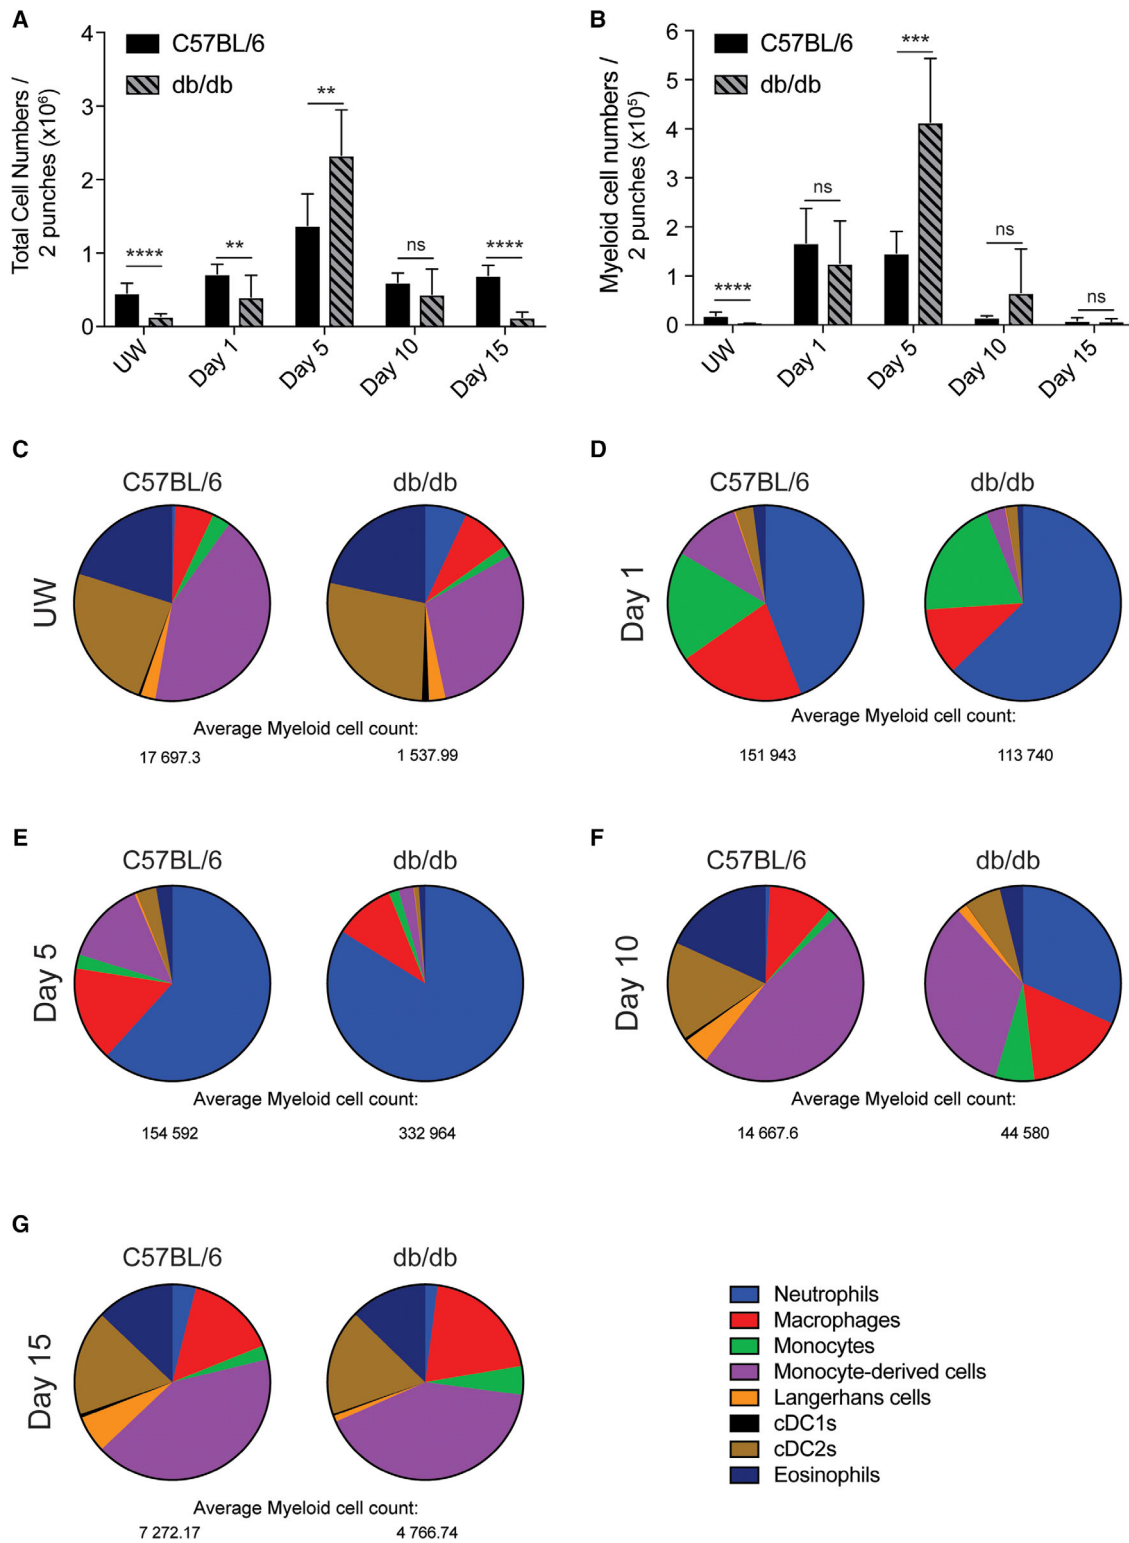 A
Total Cell Numbers /
2 punches (x10⁶)
4
3
2
1
0
C57BL/6
db/db
****
**
**
ns
****
UW
Day 1
Day 5
Day 10
Day 15
B
Myeloid cell numbers /
2 punches (x10⁵)
6
5
4
3
2
1
0
C57BL/6
db/db
****
ns
***
ns
ns
UW
Day 1
Day 5
Day 10
Day 15
C
C57BL/6
db/db
UW
Average Myeloid cell count:
17 697.3
1 537.99
D
C57BL/6
db/db
Day 1
Average Myeloid cell count:
151 943
113 740
E
C57BL/6
db/db
Day 5
Average Myeloid cell count:
154 592
332 964
F
C57BL/6
db/db
Day 10
Average Myeloid cell count:
14 667.6
44 580
G
C57BL/6
db/db
Day 15
Average Myeloid cell count:
7 272.17
4 766.74
Neutrophils
Macrophages
Monocytes
Monocyte-derived cells
Langerhans cells
cDC1s
cDC2s
Eosinophils